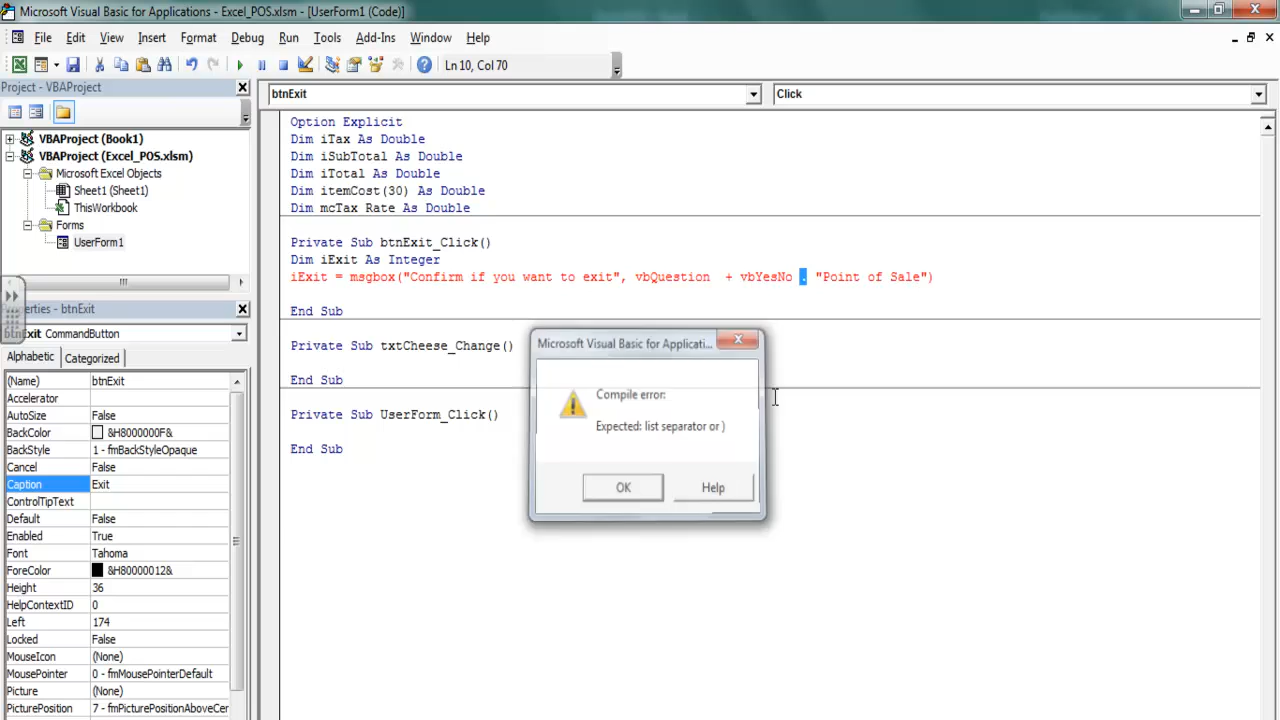 Microsoft Visual Basic for Applications - Excel_POS.xlsm - [UserForm1 (Code)]
File Edit View Insert Format Debug Run Tools Add-Ins Window Help
Ln 10, Col 70
Project - VBAProject
btnExit Click
VBAProject (Book1)
VBAProject (Excel_POS.xlsm)
Microsoft Excel Objects
Sheet1 (Sheet1)
ThisWorkbook
Forms
UserForm1
operties - btnExit
btnExit CommandButton
Alphabetic Categorized
(Name) btnExit
Accelerator
AutoSize False
BackColor &H8000000F&
BackStyle 1 - fmBackStyleOpaque
Cancel False
Caption Exit
ControlTipText
Default False
Enabled True
Font Tahoma
ForeColor &H80000012&
Height 36
HelpContextID 0
Left 174
Locked False
MouseIcon (None)
MousePointer 0 - fmMousePointerDefault
Picture (None)
PicturePosition 7 - fmPicturePositionAboveCer
Option Explicit
Dim iTax As Double
Dim iSubTotal As Double
Dim iTotal As Double
Dim itemCost(30) As Double
Dim mcTax Rate As Double
Private Sub btnExit_Click()
Dim iExit As Integer
iExit = msgbox("Confirm if you want to exit", vbQuestion + vbYesNo . "Point of Sale")
End Sub
Private Sub txtCheese_Change()
End Sub
Private Sub UserForm_Click()
End Sub
Microsoft Visual Basic for Applicati...
Compile error:
Expected: list separator or )
OK Help